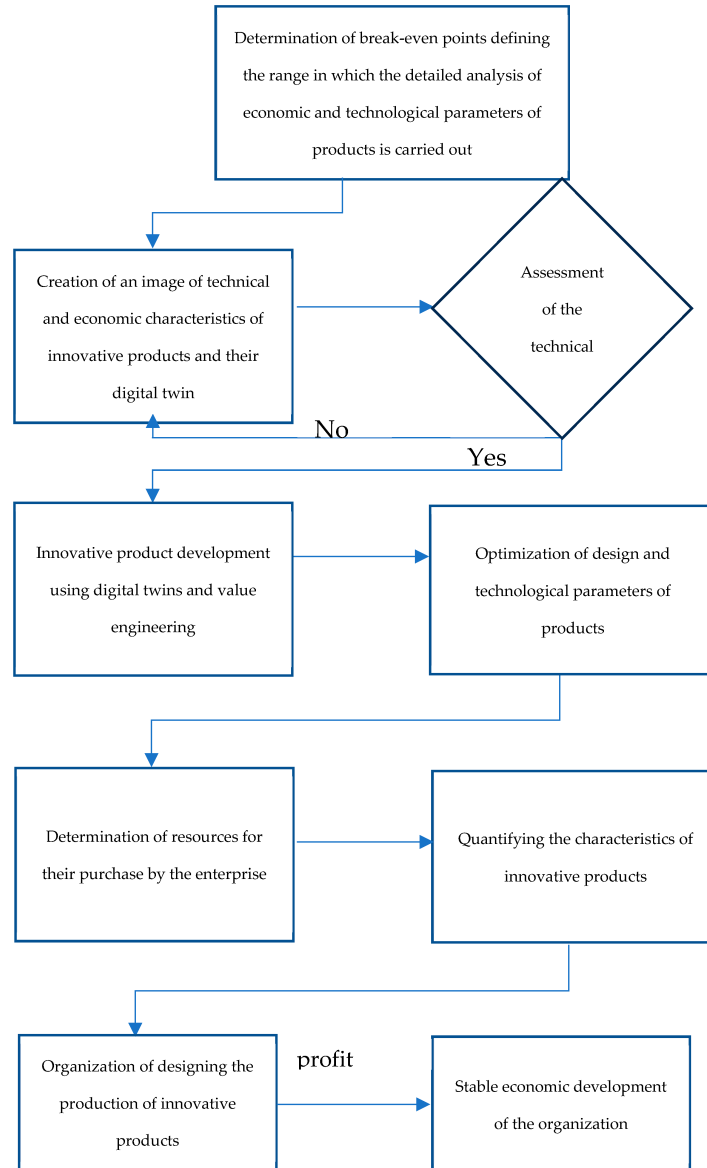 Determination of break-even points defining
the range in which the detailed analysis of
economic and technological parameters of
products is carried out
Creation of an image of technical
and economic characteristics of
innovative products and their
digital twin
Assessment
of the
technical
No
Yes
Innovative product development
using digital twins and value
engineering
Optimization of design and
technological parameters of
products
Determination of resources for
their purchase by the enterprise
Quantifying the characteristics of
innovative products
Organization of designing the
production of innovative
products
profit
Stable economic development
of the organization